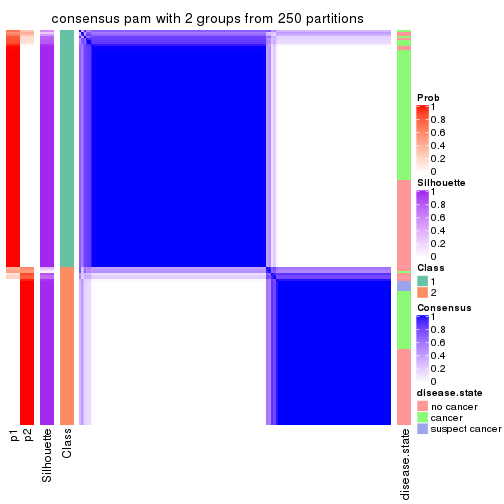 consensus pam with 2 groups from 250 partitions
Prob
1
0.8
0.6
0.4
0.2
0
Silhouette
1
0.8
0.6
0.4
0.2
0
Class
1
2
Consensus
1
0.8
0.6
0.4
0.2
0
disease.state
no cancer
cancer
suspect cancer
p1
p2
Silhouette
Class
disease.state